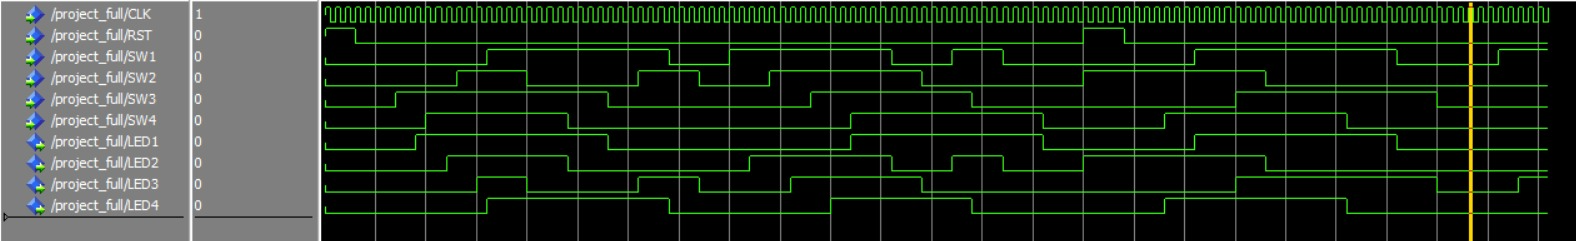 /project_full/CLK 1
/project_full/RST 0
/project_full/SW1 0
/project_full/SW2 0
/project_full/SW3 0
/project_full/SW4 0
/project_full/LED1 0
/project_full/LED2 0
/project_full/LED3 0
/project_full/LED4 0